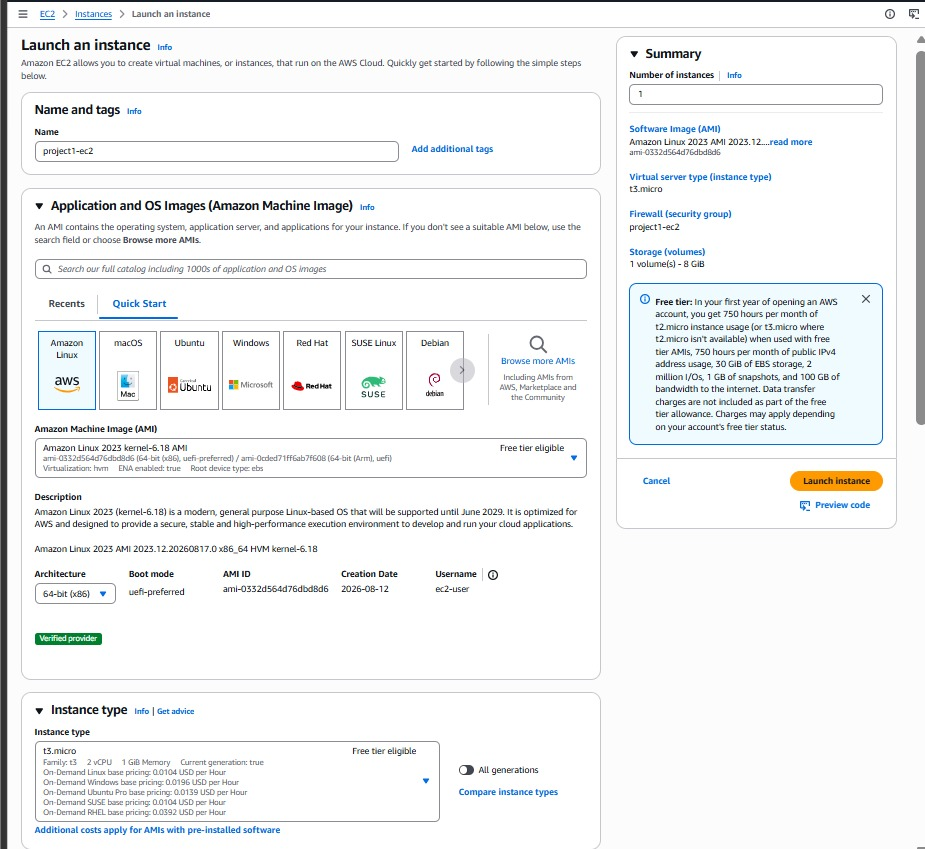 EC2 > Instances > Launch an instance
Launch an instance Info
Amazon EC2 allows you to create virtual machines, or instances, that run on the AWS Cloud. Quickly get started by following the simple steps
below.
Name and tags Info
Name
project1-ec2
Add additional tags
Application and OS Images (Amazon Machine Image) Info
An AMI contains the operating system, application server, and applications for your instance. If you don't see a suitable AMI below, use the
search field or choose Browse more AMIs.
Search our full catalog including 1000s of application and OS images
Recents
Quick Start
Amazon
Linux
aws
macOS
Mac
Ubuntu
Ubuntu
Windows
Microsoft
Red Hat
Red Hat
SUSE Linux
SUSE
Debian
debian
Browse more AMIs
Including AMIs from
AWS, Marketplace and
the Community
Amazon Machine Image (AMI)
Amazon Linux 2023 kernel-6.18 AMI
Free tier eligible
ami-0332d564d76dbd8d6 (64-bit (x86), uefi-preferred) / ami-0cded71ff6ab7f608 (64-bit (Arm), uefi)
Virtualization: hvm ENA enabled: true Root device type: ebs
Description
Amazon Linux 2023 (kernel-6.18) is a modern, general purpose Linux-based OS that will be supported until June 2029. It is optimized for
AWS and designed to provide a secure, stable and high-performance execution environment to develop and run your cloud applications.
Amazon Linux 2023 AMI 2023.12.20260817.0 x86_64 HVM kernel-6.18
Architecture
64-bit (x86)
Boot mode
uefi-preferred
AMI ID
ami-0332d564d76dbd8d6
Creation Date
2026-08-12
Username
ec2-user
Verified provider
Instance type Info | Get advice
Instance type
t3.micro
Free tier eligible
Family: t3 2 vCPU 1 GiB Memory Current generation: true
On-Demand Linux base pricing: 0.0104 USD per Hour
On-Demand Windows base pricing: 0.0196 USD per Hour
On-Demand Ubuntu Pro base pricing: 0.0139 USD per Hour
On-Demand SUSE base pricing: 0.0104 USD per Hour
On-Demand RHEL base pricing: 0.0392 USD per Hour
All generations
Compare instance types
Additional costs apply for AMIs with pre-installed software
Summary
Number of instances | Info
1
Software Image (AMI)
Amazon Linux 2023 AMI 2023.12....read more
ami-0332d564d76dbd8d6
Virtual server type (instance type)
t3.micro
Firewall (security group)
project1-ec2
Storage (volumes)
1 volume(s) - 8 GiB
Free tier: In your first year of opening an AWS
account, you get 750 hours per month of
t2.micro instance usage (or t3.micro where
t2.micro isn't available) when used with free
tier AMIs, 750 hours per month of public IPv4
address usage, 30 GiB of EBS storage, 2
million I/Os, 1 GB of snapshots, and 100 GB of
bandwidth to the internet. Data transfer
charges are not included as part of the free
tier allowance. Charges may apply depending
on your account's free tier status.
Cancel
Launch instance
Preview code